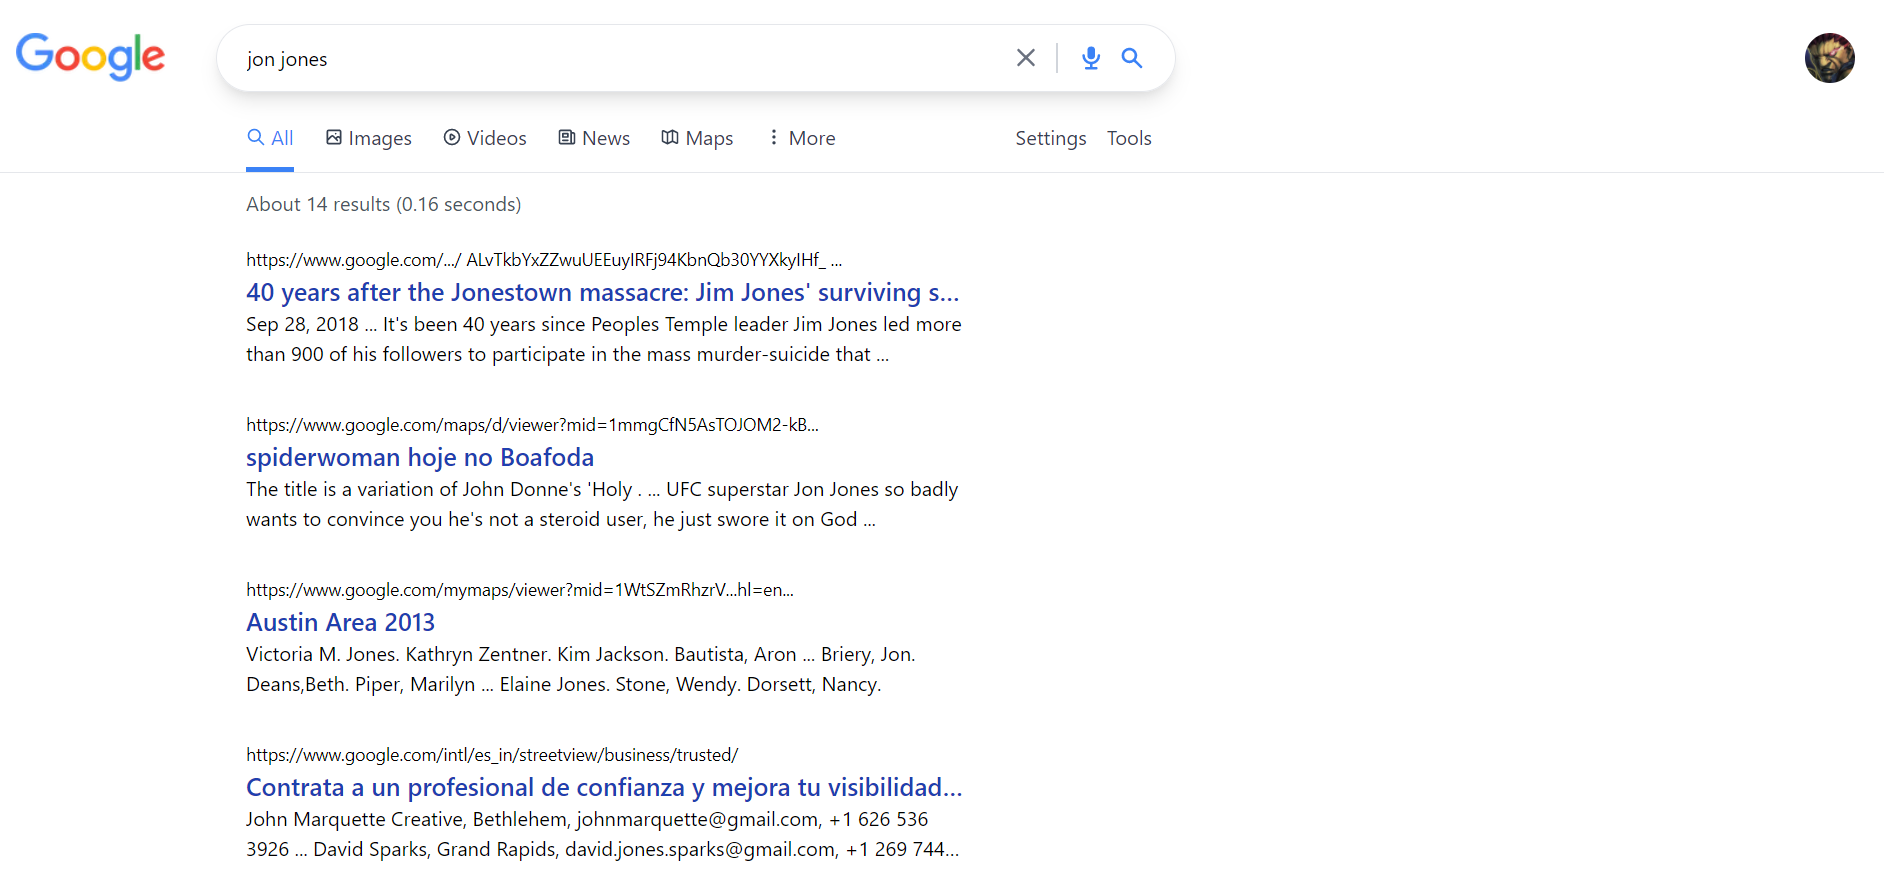 Google
jon jones
All Images Videos News Maps More Settings Tools
About 14 results (0.16 seconds)
https://www.google.com/.../ ALvTkbYxZZwuUEEuyIRFj94KbnQb30YYXkyIHf_ ...
40 years after the Jonestown massacre: Jim Jones' surviving s...
Sep 28, 2018 ... It's been 40 years since Peoples Temple leader Jim Jones led more
than 900 of his followers to participate in the mass murder-suicide that ...
https://www.google.com/maps/d/viewer?mid=1mmgCfN5AsTOJOM2-kB...
spiderwoman hoje no Boafoda
The title is a variation of John Donne's 'Holy . ... UFC superstar Jon Jones so badly
wants to convince you he's not a steroid user, he just swore it on God ...
https://www.google.com/mymaps/viewer?mid=1WtSZmRhzrV...hl=en...
Austin Area 2013
Victoria M. Jones. Kathryn Zentner. Kim Jackson. Bautista, Aron ... Briery, Jon.
Deans,Beth. Piper, Marilyn ... Elaine Jones. Stone, Wendy. Dorsett, Nancy.
https://www.google.com/intl/es_in/streetview/business/trusted/
Contrata a un profesional de confianza y mejora tu visibilidad...
John Marquette Creative, Bethlehem, johnmarquette@gmail.com, +1 626 536
3926 ... David Sparks, Grand Rapids, david.jones.sparks@gmail.com, +1 269 744...